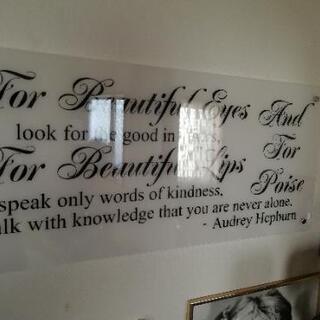 For Beautiful Eyes And
look for the good in
For Beautiful Lips For
speak only words of kindness. Poise
walk with knowledge that you are never alone.
- Audrey Hepburn